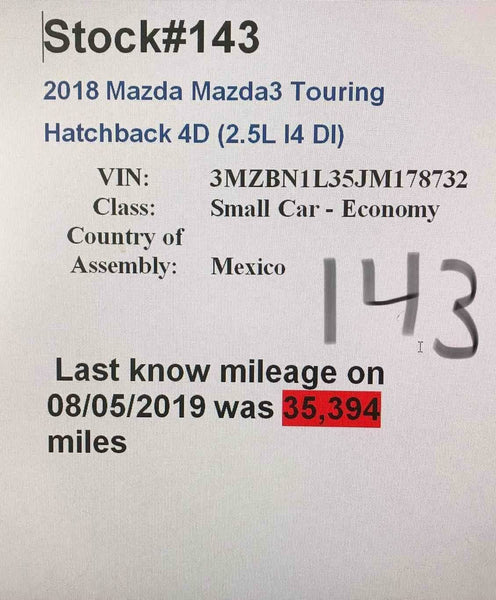 Stock#143
2018 Mazda Mazda3 Touring
Hatchback 4D (2.5L I4 DI)
VIN: 3MZBN1L35JM178732
Class: Small Car - Economy
Country of
Assembly: Mexico
143
Last know mileage on
08/05/2019 was 35,394
miles